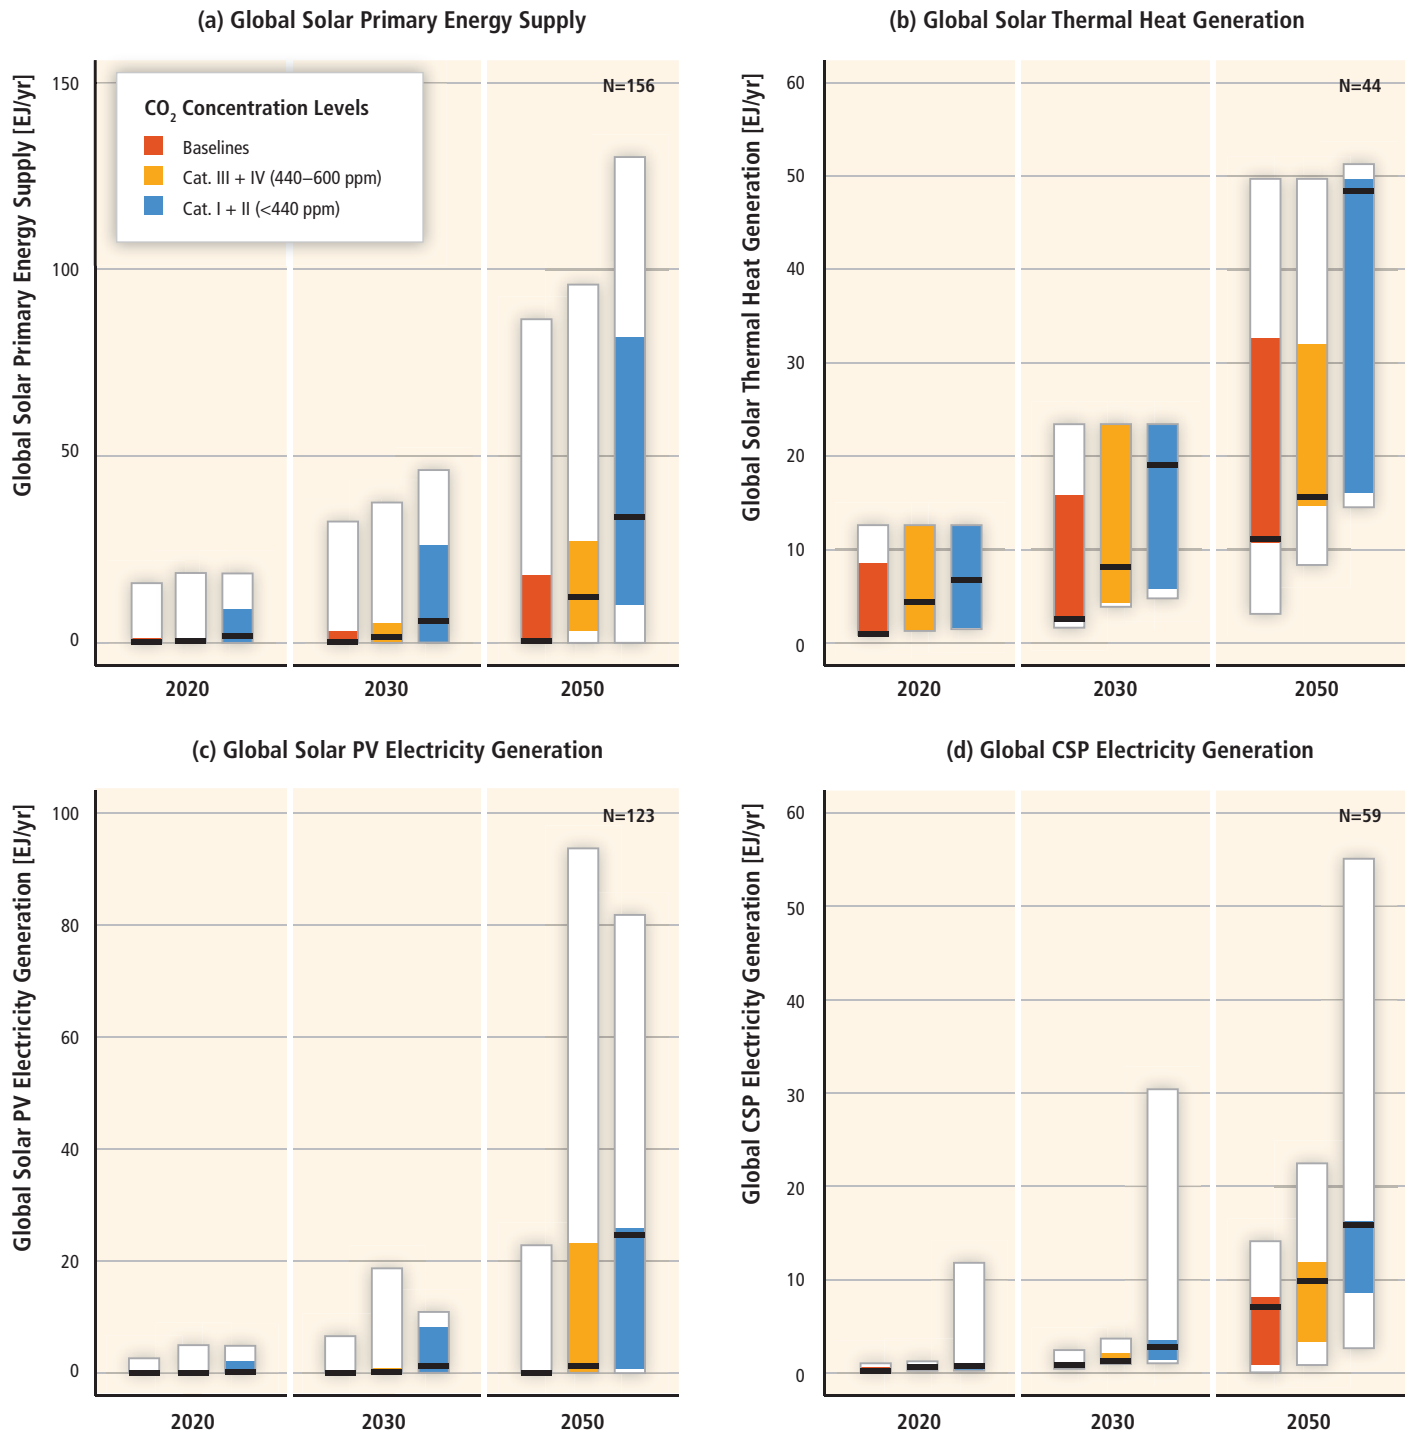 (a) Global Solar Primary Energy Supply
Global Solar Primary Energy Supply [EJ/yr]
150
100
50
0
N=156
CO2 Concentration Levels
Baselines
Cat. III + IV (440–600 ppm)
Cat. I + II (<440 ppm)
2020
2030
2050
(b) Global Solar Thermal Heat Generation
Global Solar Thermal Heat Generation [EJ/yr]
60
50
40
30
20
10
0
N=44
2020
2030
2050
(c) Global Solar PV Electricity Generation
Global Solar PV Electricity Generation [EJ/yr]
100
80
60
40
20
0
N=123
2020
2030
2050
(d) Global CSP Electricity Generation
Global CSP Electricity Generation [EJ/yr]
60
50
40
30
20
10
0
N=59
2020
2030
2050